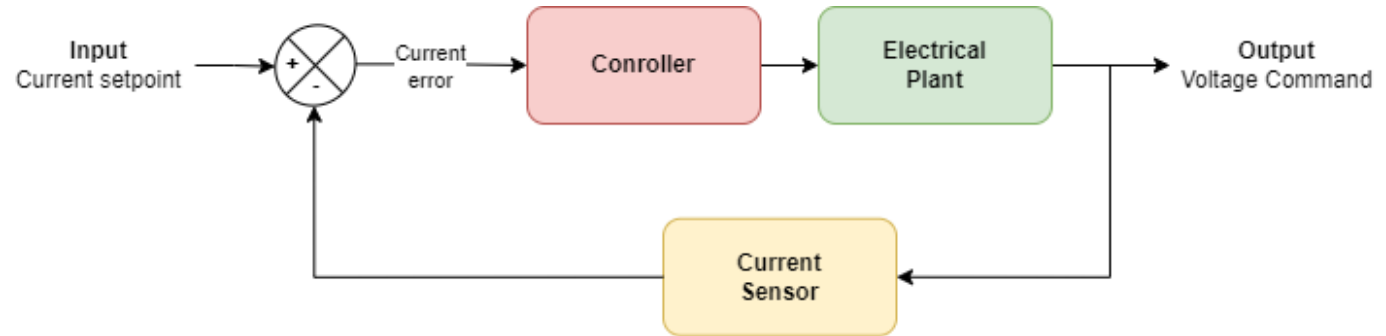 Input
Current setpoint
+
-
Current
error
Conroller
Electrical
Plant
Output
Voltage Command
Current
Sensor